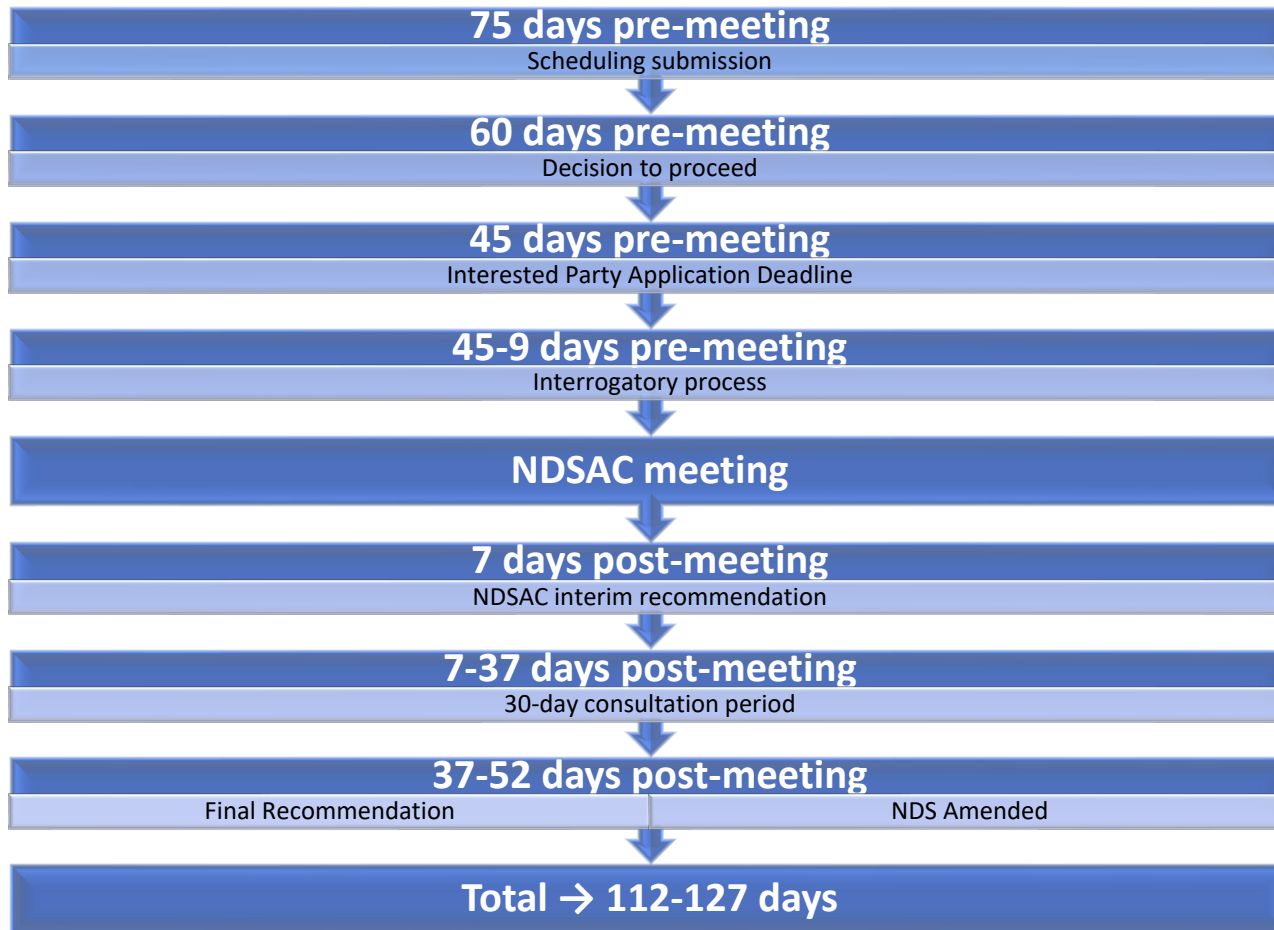 75 days pre-meeting
Scheduling submission
60 days pre-meeting
Decision to proceed
45 days pre-meeting
Interested Party Application Deadline
45-9 days pre-meeting
Interrogatory process
NDSAC meeting
7 days post-meeting
NDSAC interim recommendation
7-37 days post-meeting
30-day consultation period
37-52 days post-meeting
Final Recommendation
NDS Amended
Total → 112-127 days